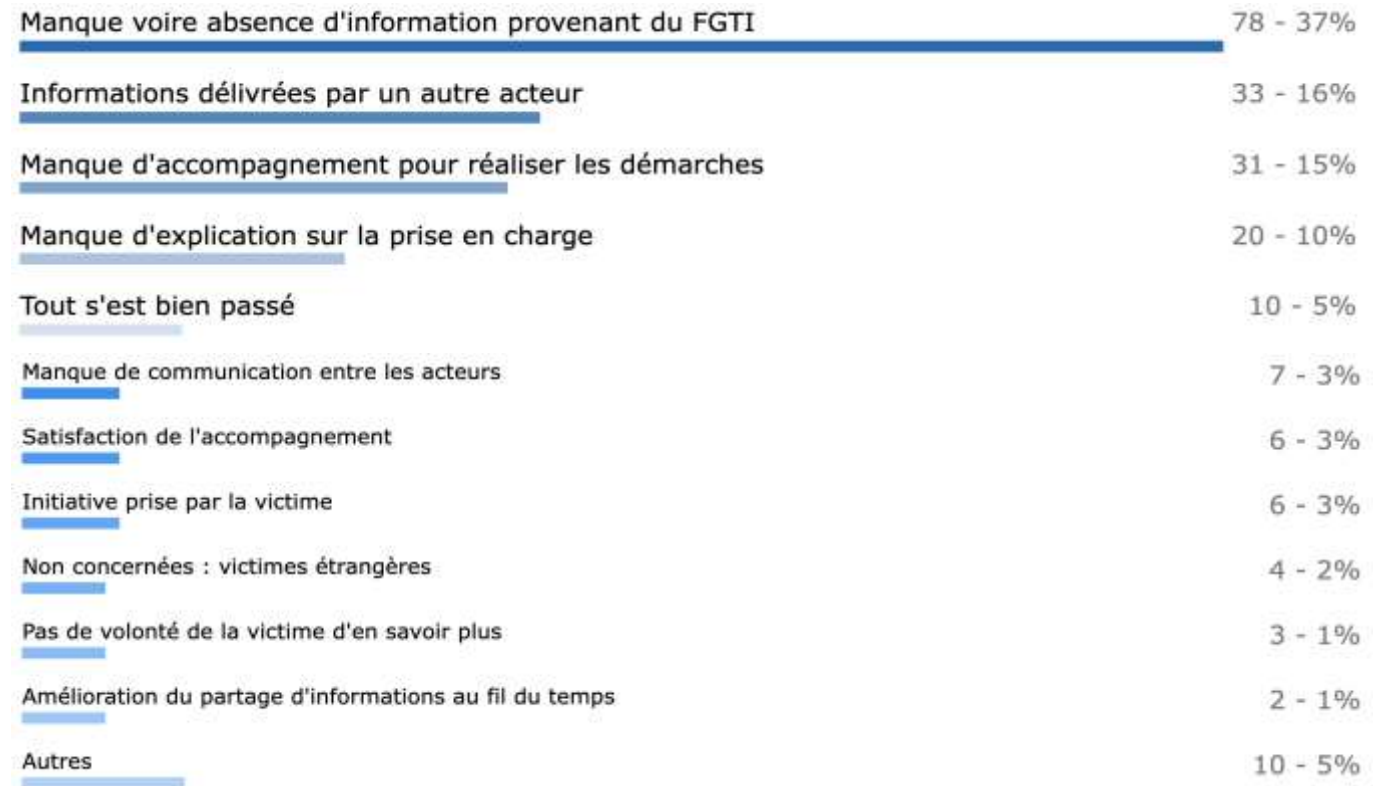 Manque voire absence d'information provenant du FGTI 78 - 37%
Informations délivrées par un autre acteur 33 - 16%
Manque d'accompagnement pour réaliser les démarches 31 - 15%
Manque d'explication sur la prise en charge 20 - 10%
Tout s'est bien passé 10 - 5%
Manque de communication entre les acteurs 7 - 3%
Satisfaction de l'accompagnement 6 - 3%
Initiative prise par la victime 6 - 3%
Non concernées : victimes étrangères 4 - 2%
Pas de volonté de la victime d'en savoir plus 3 - 1%
Amélioration du partage d'informations au fil du temps 2 - 1%
Autres 10 - 5%